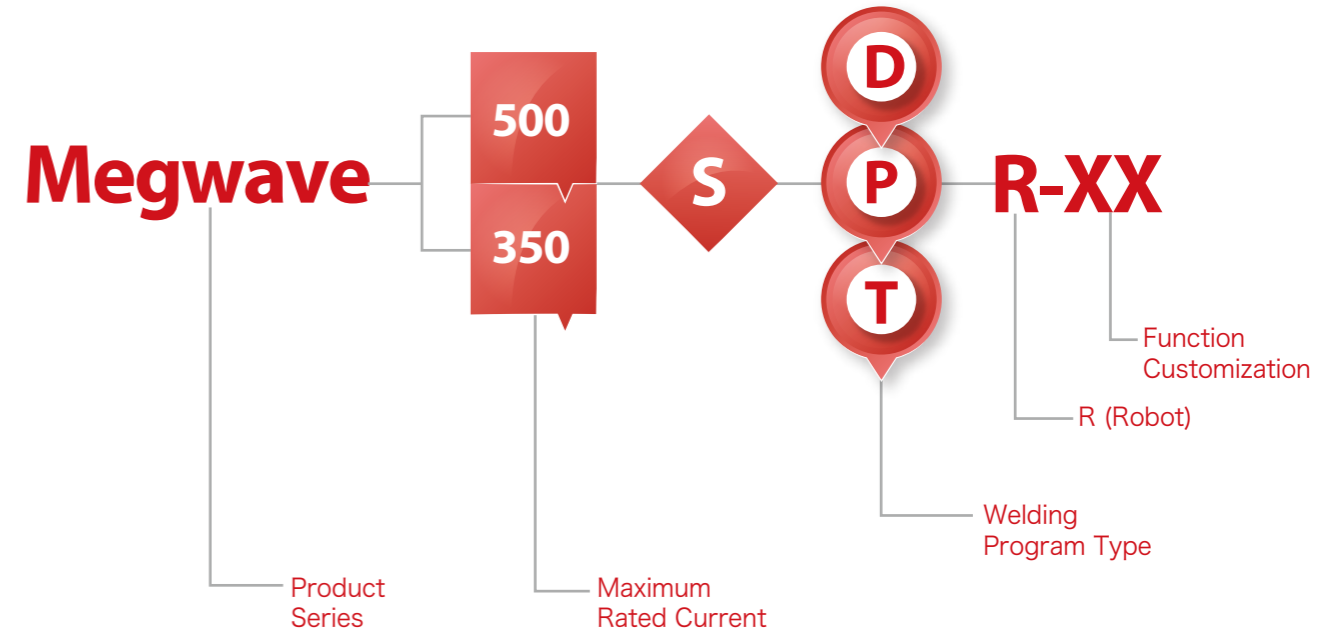 Megwave
500
350
S
D
P
T
R-XX
Function
Customization
R (Robot)
Welding
Program Type
Product
Series
Maximum
Rated Current